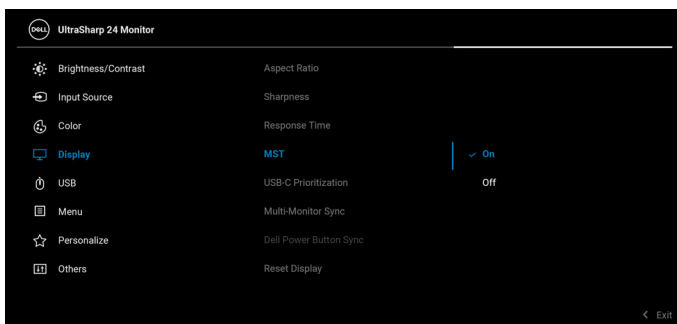 DELL UltraSharp 24 Monitor
Brightness/Contrast
Input Source
Color
Display
USB
Menu
Personalize
Others
Aspect Ratio
Sharpness
Response Time
MST
USB-C Prioritization
Multi-Monitor Sync
Dell Power Button Sync
Reset Display
On
Off
Exit